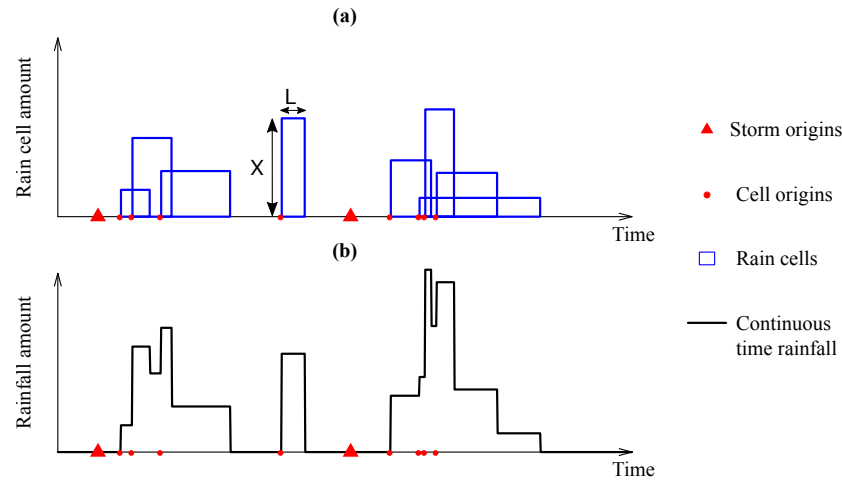 (a)
Rain cell amount
L
X
Time
(b)
Rainfall amount
Time
Storm origins
Cell origins
Rain cells
Continuous
time rainfall